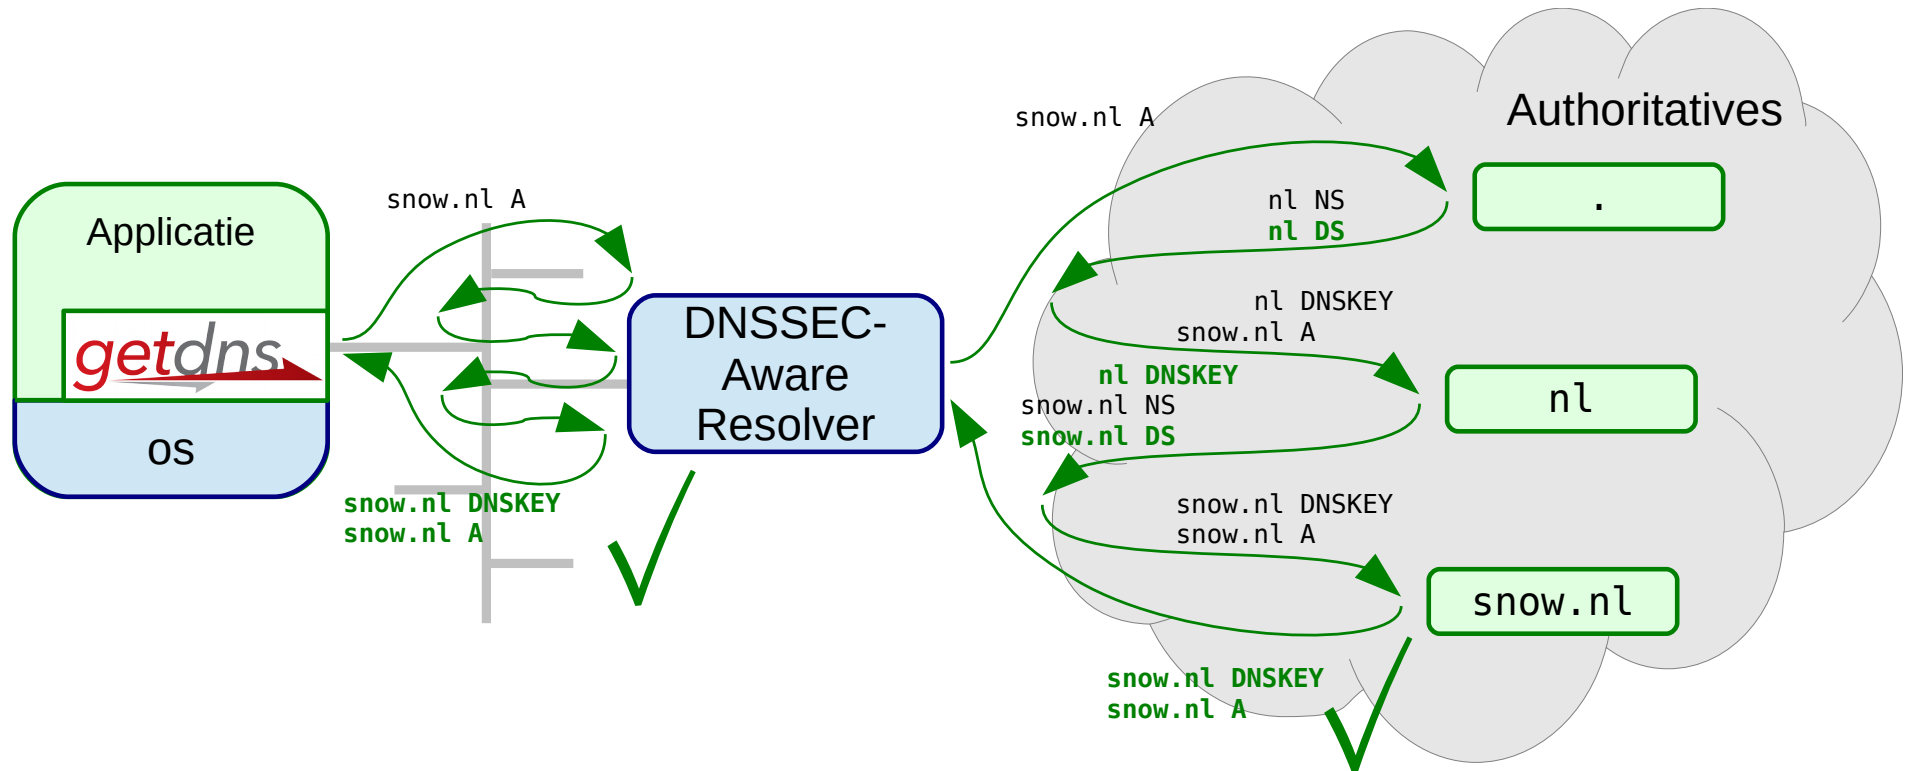 Applicatie
getdns
os
snow.nl A
snow.nl DNSKEY
snow.nl A
DNSSEC-
Aware
Resolver
Authoritatives
snow.nl A
.
nl NS
nl DS
nl DNSKEY
snow.nl A
nl DNSKEY
snow.nl NS
snow.nl DS
nl
snow.nl DNSKEY
snow.nl A
snow.nl
snow.nl DNSKEY
snow.nl A